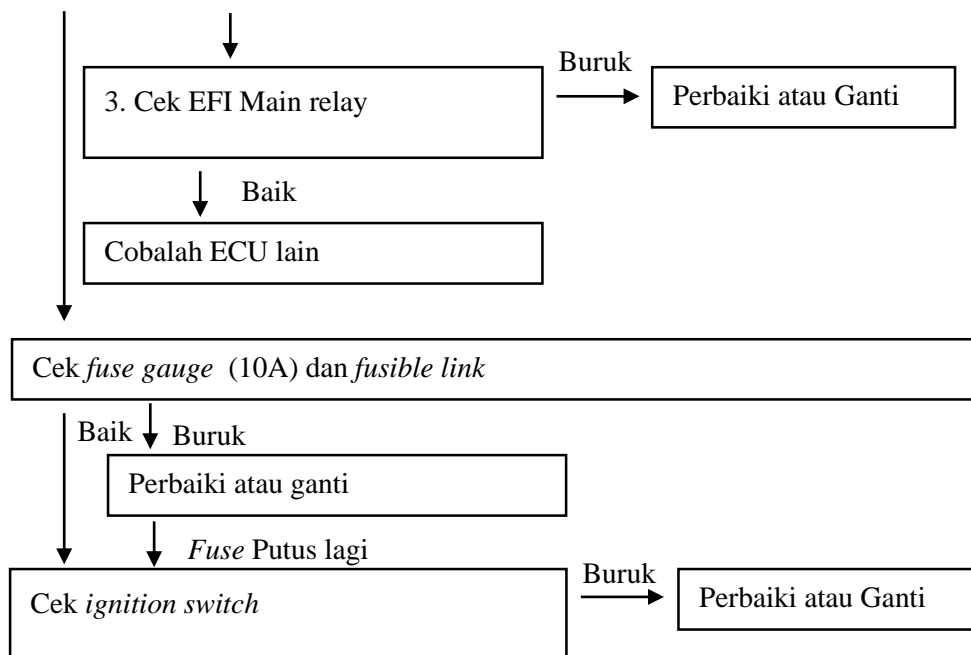 Buruk
3. Cek EFI Main relay
Perbaiki atau Ganti
Baik
Cobalah ECU lain
Cek fuse gauge (10A) dan fusible link
Baik
Buruk
Perbaiki atau ganti
Fuse Putus lagi
Buruk
Cek ignition switch
Perbaiki atau Ganti